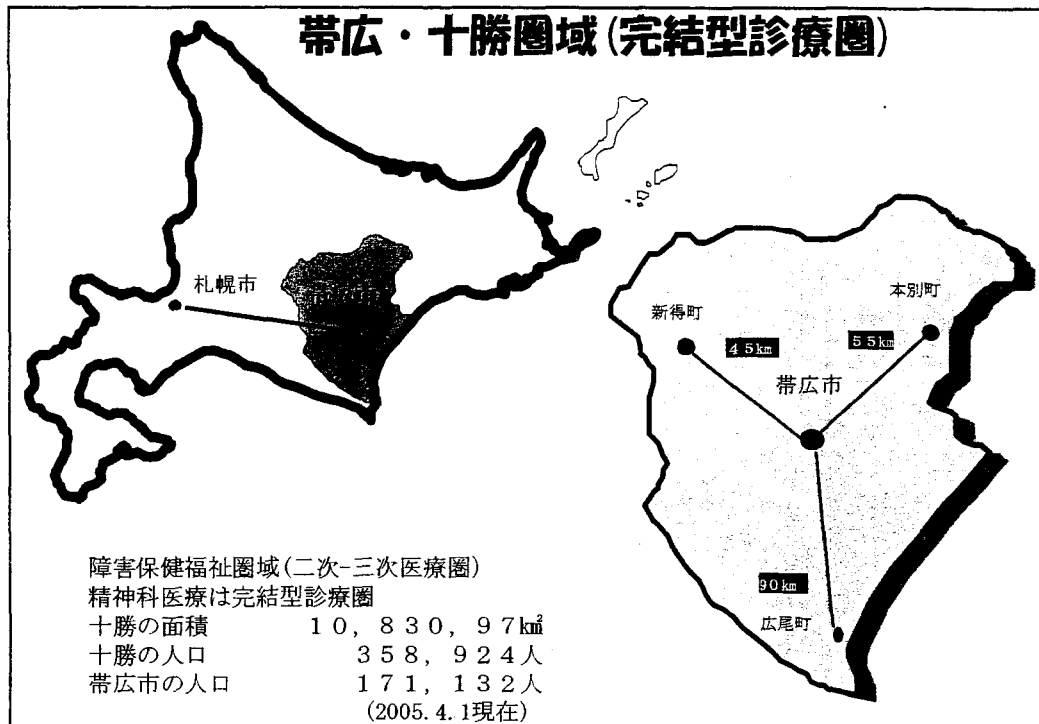 帯広・十勝圏域(完結型診療圏)
札幌市
新得町
本別町
45km
55km
帯広市
90km
広尾町
障害保健福祉圏域(二次-三次医療圏)
精神科医療は完結型診療圏
十勝の面積 10,830,97k㎡
十勝の人口 358,924人
帯広市の人口 171,132人
(2005.4.1現在)